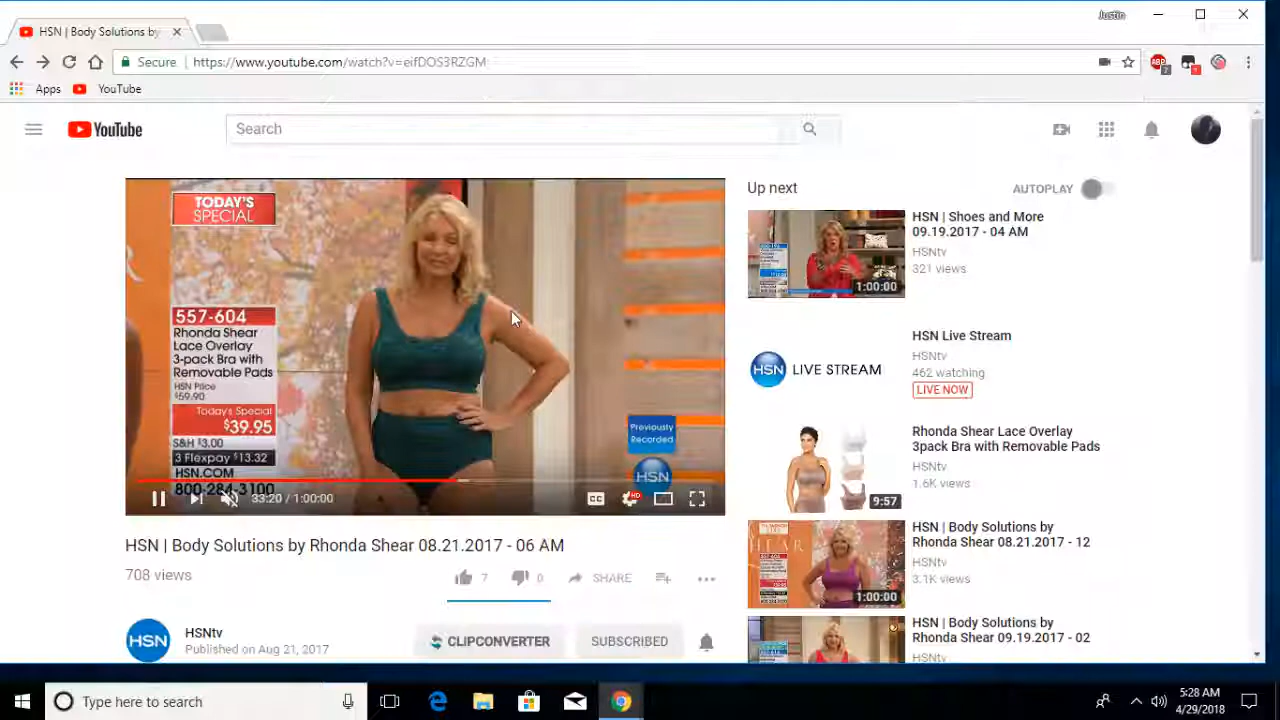 Justin
HSN | Body Solutions by
Secure
https://www.youtube.com/watch?v=eifDOS3RZGM
ABP
7
Apps
YouTube
YouTube
Search
TODAY'S
SPECIAL
557-604
Rhonda Shear
Lace Overlay
3-pack Bra with
Removable Pads
HSN Price
$59.90
Today's Special
$39.95
S&H $3.00
3 Flexpay $13.32
HSN.COM
800-284-3100
Previously
Recorded
HSN
33:20 / 1:00:00
CC
HD
HSN | Body Solutions by Rhonda Shear 08.21.2017 - 06 AM
708 views
7
0
SHARE
HSN
HSNtv
Published on Aug 21, 2017
CLIPCONVERTER
SUBSCRIBED
Up next
AUTOPLAY
1:00:00
HSN | Shoes and More
09.19.2017 - 04 AM
HSNtv
321 views
HSN LIVE STREAM
HSN Live Stream
HSNtv
462 watching
LIVE NOW
9:57
Rhonda Shear Lace Overlay
3pack Bra with Removable Pads
HSNtv
1.6K views
1:00:00
HSN | Body Solutions by
Rhonda Shear 08.21.2017 - 12
HSNtv
3.1K views
HSN | Body Solutions by
Rhonda Shear 09.19.2017 - 02
HSNtv
Type here to search
5:28 AM
4/29/2018